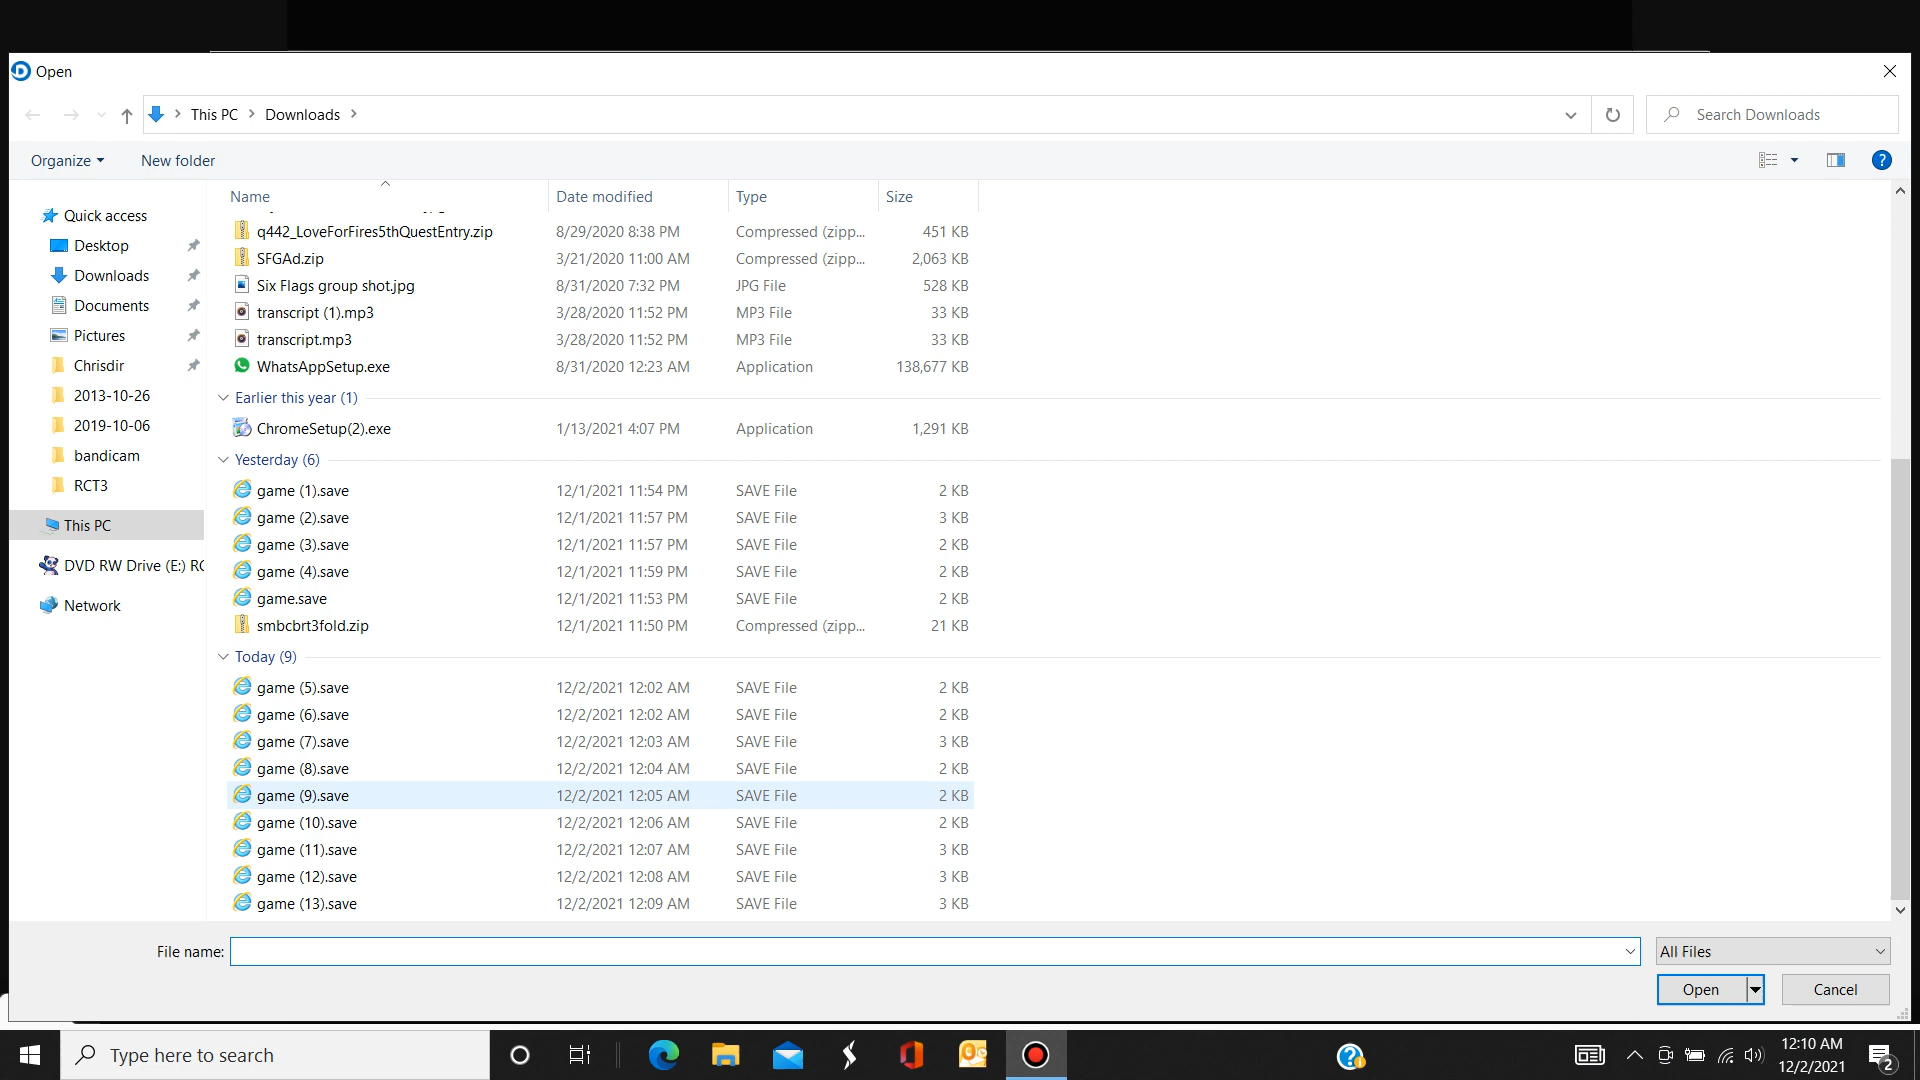 Open
This PC > Downloads >
Search Downloads
Organize
New folder
Name Date modified Type Size
Quick access
Desktop
Downloads
Documents
Pictures
Chrisdir
2013-10-26
2019-10-06
bandicam
RCT3
This PC
DVD RW Drive (E:) RC
Network
q442_LoveForFires5thQuestEntry.zip 8/29/2020 8:38 PM Compressed (zipp... 451 KB
SFGAd.zip 3/21/2020 11:00 AM Compressed (zipp... 2,063 KB
Six Flags group shot.jpg 8/31/2020 7:32 PM JPG File 528 KB
transcript (1).mp3 3/28/2020 11:52 PM MP3 File 33 KB
transcript.mp3 3/28/2020 11:52 PM MP3 File 33 KB
WhatsAppSetup.exe 8/31/2020 12:23 AM Application 138,677 KB
Earlier this year (1)
ChromeSetup(2).exe 1/13/2021 4:07 PM Application 1,291 KB
Yesterday (6)
game (1).save 12/1/2021 11:54 PM SAVE File 2 KB
game (2).save 12/1/2021 11:57 PM SAVE File 3 KB
game (3).save 12/1/2021 11:57 PM SAVE File 2 KB
game (4).save 12/1/2021 11:59 PM SAVE File 2 KB
game.save 12/1/2021 11:53 PM SAVE File 2 KB
smbcbrt3fold.zip 12/1/2021 11:50 PM Compressed (zipp... 21 KB
Today (9)
game (5).save 12/2/2021 12:02 AM SAVE File 2 KB
game (6).save 12/2/2021 12:02 AM SAVE File 2 KB
game (7).save 12/2/2021 12:03 AM SAVE File 3 KB
game (8).save 12/2/2021 12:04 AM SAVE File 2 KB
game (9).save 12/2/2021 12:05 AM SAVE File 2 KB
game (10).save 12/2/2021 12:06 AM SAVE File 2 KB
game (11).save 12/2/2021 12:07 AM SAVE File 3 KB
game (12).save 12/2/2021 12:08 AM SAVE File 3 KB
game (13).save 12/2/2021 12:09 AM SAVE File 3 KB
File name:
All Files
Open
Cancel
Type here to search
12:10 AM
12/2/2021
2